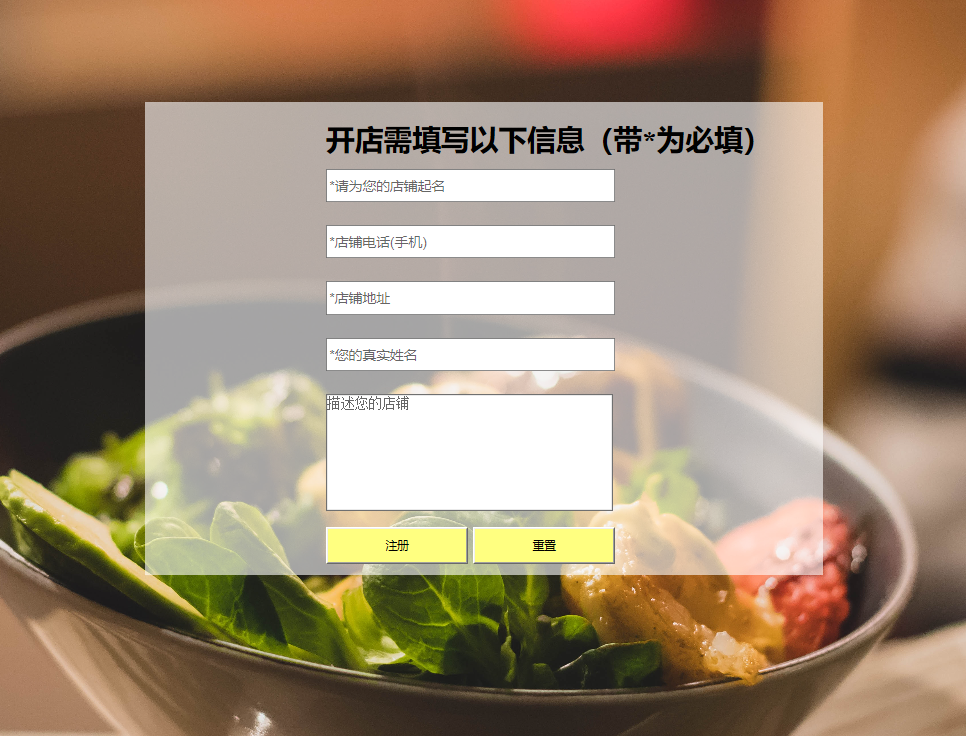 开店需填写以下信息（带*为必填）
*请为您的店铺起名
*店铺电话(手机)
*店铺地址
*您的真实姓名
描述您的店铺
注册 重置